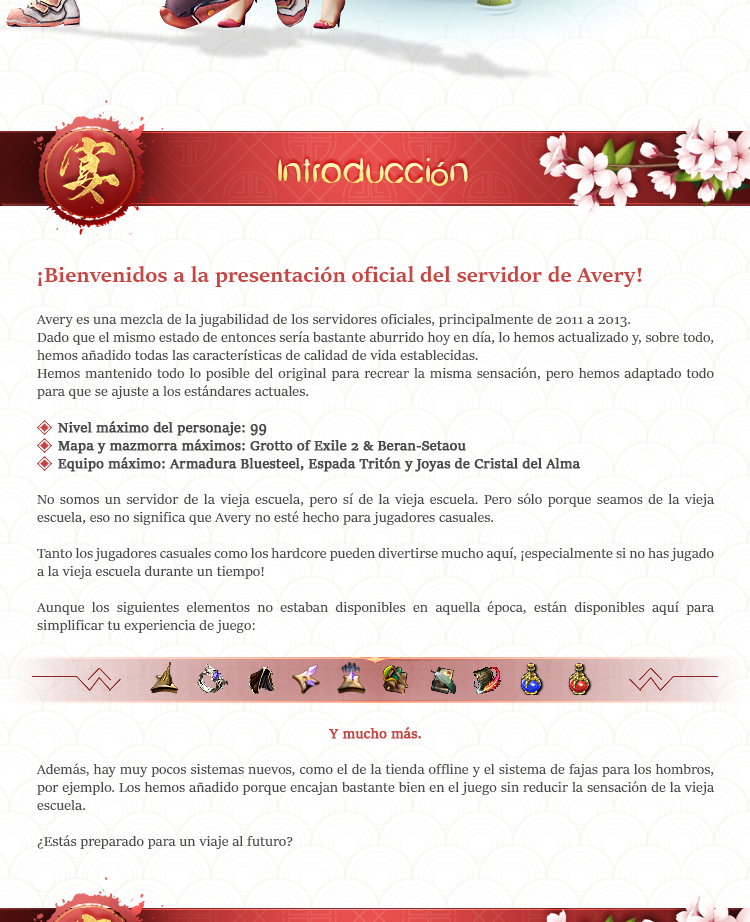 宴
Introducción
¡Bienvenidos a la presentación oficial del servidor de Avery!
Avery es una mezcla de la jugabilidad de los servidores oficiales, principalmente de 2011 a 2013.
Dado que el mismo estado de entonces sería bastante aburrido hoy en día, lo hemos actualizado y, sobre todo,
hemos añadido todas las características de calidad de vida establecidas.
Hemos mantenido todo lo posible del original para recrear la misma sensación, pero hemos adaptado todo
para que se ajuste a los estándares actuales.
Nivel máximo del personaje: 99
Mapa y mazmorra máximos: Grotto of Exile 2 & Beran-Setaou
Equipo máximo: Armadura Bluesteel, Espada Tritón y Joyas de Cristal del Alma
No somos un servidor de la vieja escuela, pero sí de la vieja escuela. Pero sólo porque seamos de la vieja
escuela, eso no significa que Avery no esté hecho para jugadores casuales.
Tanto los jugadores casuales como los hardcore pueden divertirse mucho aquí, ¡especialmente si no has jugado
a la vieja escuela durante un tiempo!
Aunque los siguientes elementos no estaban disponibles en aquella época, están disponibles aquí para
simplificar tu experiencia de juego:
Y mucho más.
Además, hay muy pocos sistemas nuevos, como el de la tienda offline y el sistema de fajas para los hombros,
por ejemplo. Los hemos añadido porque encajan bastante bien en el juego sin reducir la sensación de la vieja
escuela.
¿Estás preparado para un viaje al futuro?